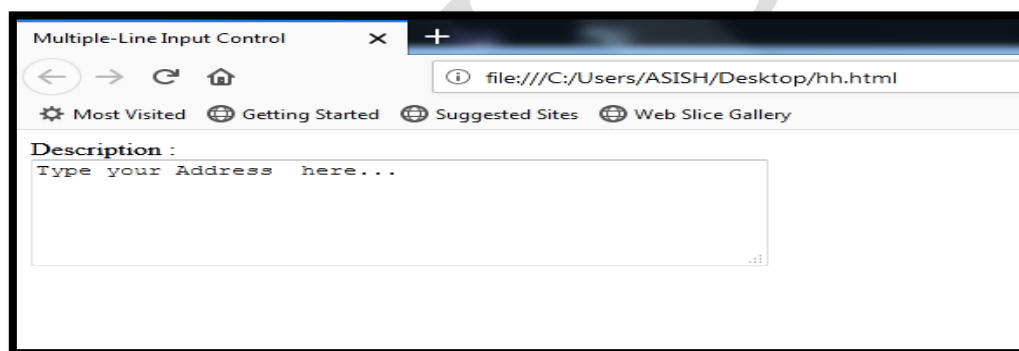 Multiple-Line Input Control
file:///C:/Users/ASISH/Desktop/hh.html
Most Visited Getting Started Suggested Sites Web Slice Gallery
Description :
Type your Address  here...